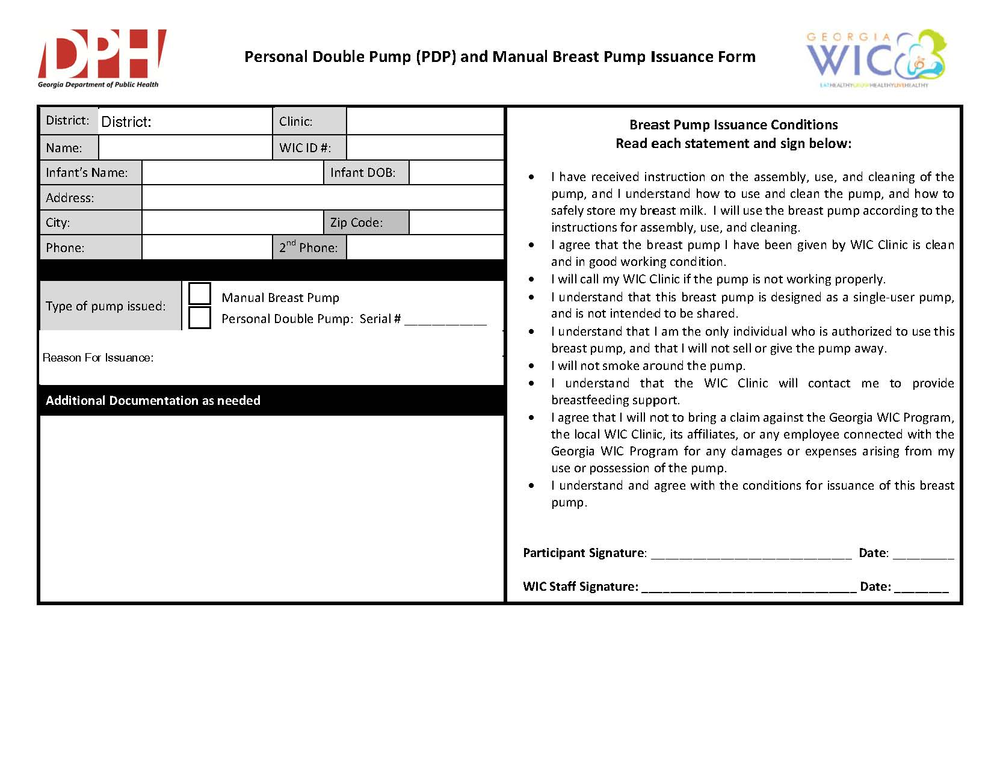 DPH
Georgia Department of Public Health
Personal Double Pump (PDP) and Manual Breast Pump Issuance Form
GEORGIA
WIC
EATHEALTHYGROWHEALTHYLIVEHEALTHY
District: District: Clinic:
Name: WIC ID #:
Infant's Name: Infant DOB:
Address:
City: Zip Code:
Phone: 2nd Phone:
Type of pump issued:
Manual Breast Pump
Personal Double Pump: Serial # ____________
Reason For Issuance:
Additional Documentation as needed
Breast Pump Issuance Conditions
Read each statement and sign below:
• I have received instruction on the assembly, use, and cleaning of the
pump, and I understand how to use and clean the pump, and how to
safely store my breast milk. I will use the breast pump according to the
instructions for assembly, use, and cleaning.
• I agree that the breast pump I have been given by WIC Clinic is clean
and in good working condition.
• I will call my WIC Clinic if the pump is not working properly.
• I understand that this breast pump is designed as a single-user pump,
and is not intended to be shared.
• I understand that I am the only individual who is authorized to use this
breast pump, and that I will not sell or give the pump away.
• I will not smoke around the pump.
• I understand that the WIC Clinic will contact me to provide
breastfeeding support.
• I agree that I will not to bring a claim against the Georgia WIC Program,
the local WIC Clinic, its affiliates, or any employee connected with the
Georgia WIC Program for any damages or expenses arising from my
use or possession of the pump.
• I understand and agree with the conditions for issuance of this breast
pump.
Participant Signature: ______________________________ Date: _________
WIC Staff Signature: ________________________________ Date: ________